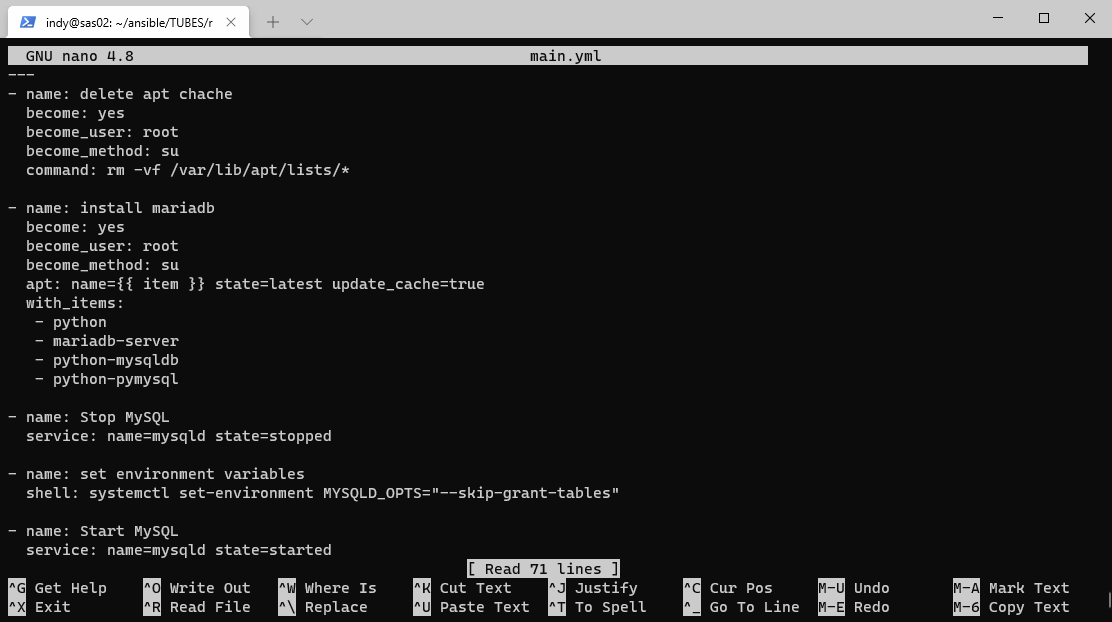 indy@sas02: ~/ansible/TUBES/r
GNU nano 4.8 main.yml
---
- name: delete apt chache
  become: yes
  become_user: root
  become_method: su
  command: rm -vf /var/lib/apt/lists/*

- name: install mariadb
  become: yes
  become_user: root
  become_method: su
  apt: name={{ item }} state=latest update_cache=true
  with_items:
   - python
   - mariadb-server
   - python-mysqldb
   - python-pymysql

- name: Stop MySQL
  service: name=mysqld state=stopped

- name: set environment variables
  shell: systemctl set-environment MYSQLD_OPTS="--skip-grant-tables"

- name: Start MySQL
  service: name=mysqld state=started
[ Read 71 lines ]
^G Get Help ^O Write Out ^W Where Is ^K Cut Text ^J Justify ^C Cur Pos M-U Undo M-A Mark Text
^X Exit ^R Read File ^\ Replace ^U Paste Text ^T To Spell ^_ Go To Line M-E Redo M-6 Copy Text